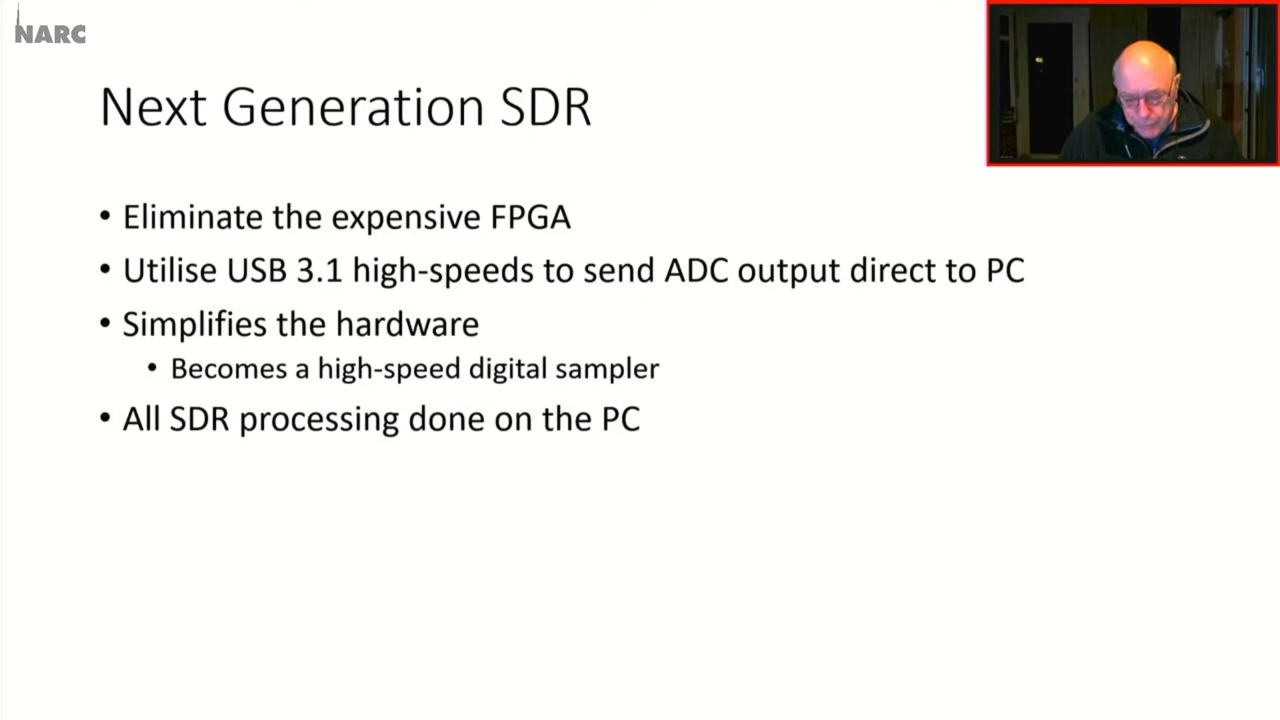 NARC
Next Generation SDR
• Eliminate the expensive FPGA
• Utilise USB 3.1 high-speeds to send ADC output direct to PC
• Simplifies the hardware
• Becomes a high-speed digital sampler
• All SDR processing done on the PC